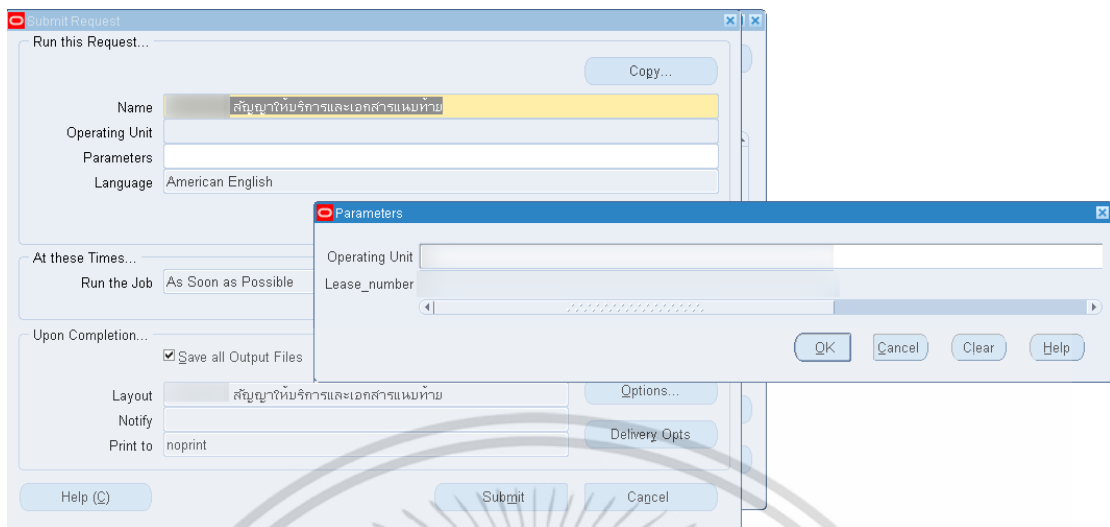 Submit Request
Run this Request...
Copy...
Name สัญญาให้บริการและเอกสารแนบท้าย
Operating Unit
Parameters
Language American English
Parameters
Operating Unit
Lease_number
OK Cancel Clear Help
At these Times...
Run the Job As Soon as Possible
Upon Completion...
Save all Output Files
Layout สัญญาให้บริการและเอกสารแนบท้าย
Options...
Notify
Print to noprint
Delivery Opts
Help (C) Submit Cancel